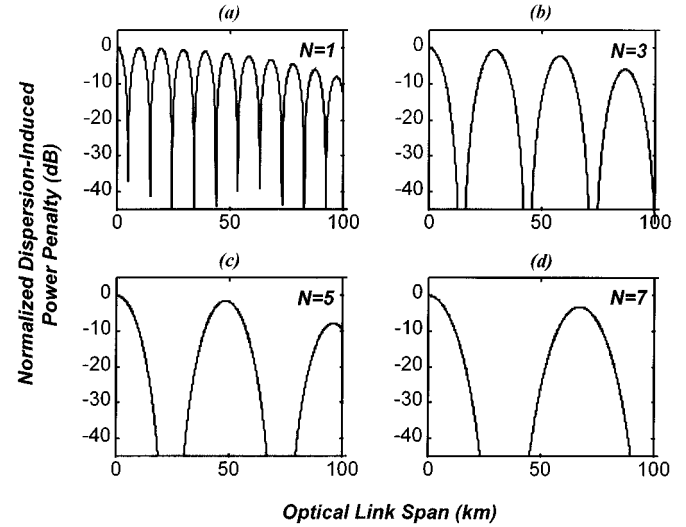 (a) (b)
Normalized Dispersion-Induced
Power Penalty (dB)
0
-10
-20
-30
-40
N=1
0 50 100
0
-10
-20
-30
-40
N=3
0 50 100
(c) (d)
0
-10
-20
-30
-40
N=5
0 50 100
0
-10
-20
-30
-40
N=7
0 50 100
Optical Link Span (km)